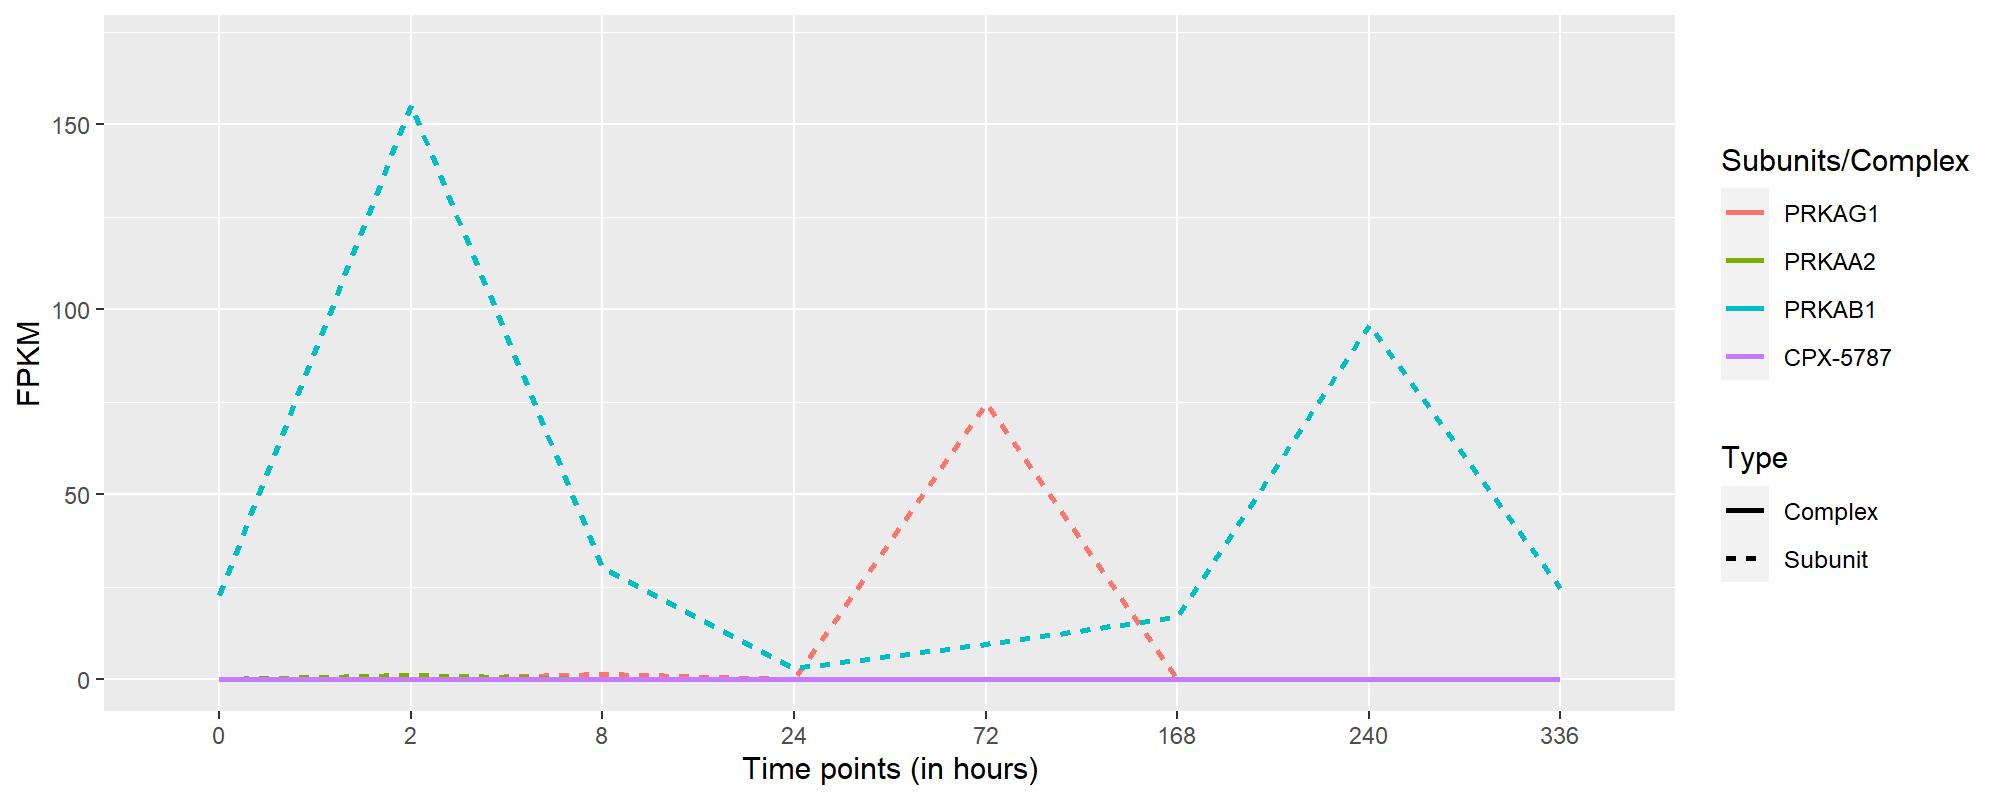 150
100
50
0
FPKM
0 2 8 24 72 168 240 336
Time points (in hours)
Subunits/Complex
PRKAG1
PRKAA2
PRKAB1
CPX-5787
Type
Complex
Subunit